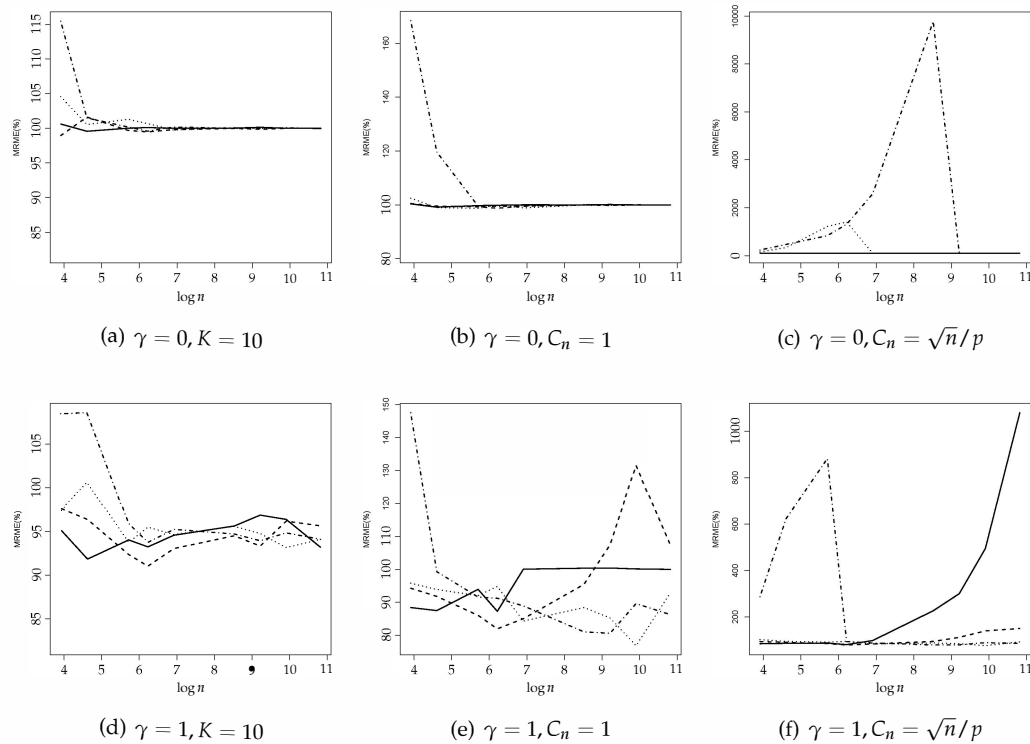 115
110
105
100
95
90
85
MRME(%)
4 5 6 7 8 9 10 11
log n
(a) γ = 0, K = 10
160
140
120
100
80
MRME(%)
4 5 6 7 8 9 10 11
log n
(b) γ = 0, Cₙ = 1
10000
8000
6000
4000
2000
0
MRME(%)
4 5 6 7 8 9 10 11
log n
(c) γ = 0, Cₙ = √n/p
105
100
95
90
85
MRME(%)
4 5 6 7 8 9 10 11
log n
(d) γ = 1, K = 10
150
130
120
110
100
90
80
MRME(%)
4 5 6 7 8 9 10 11
log n
(e) γ = 1, Cₙ = 1
1000
800
600
400
200
MRME(%)
4 5 6 7 8 9 10 11
log n
(f) γ = 1, Cₙ = √n/p